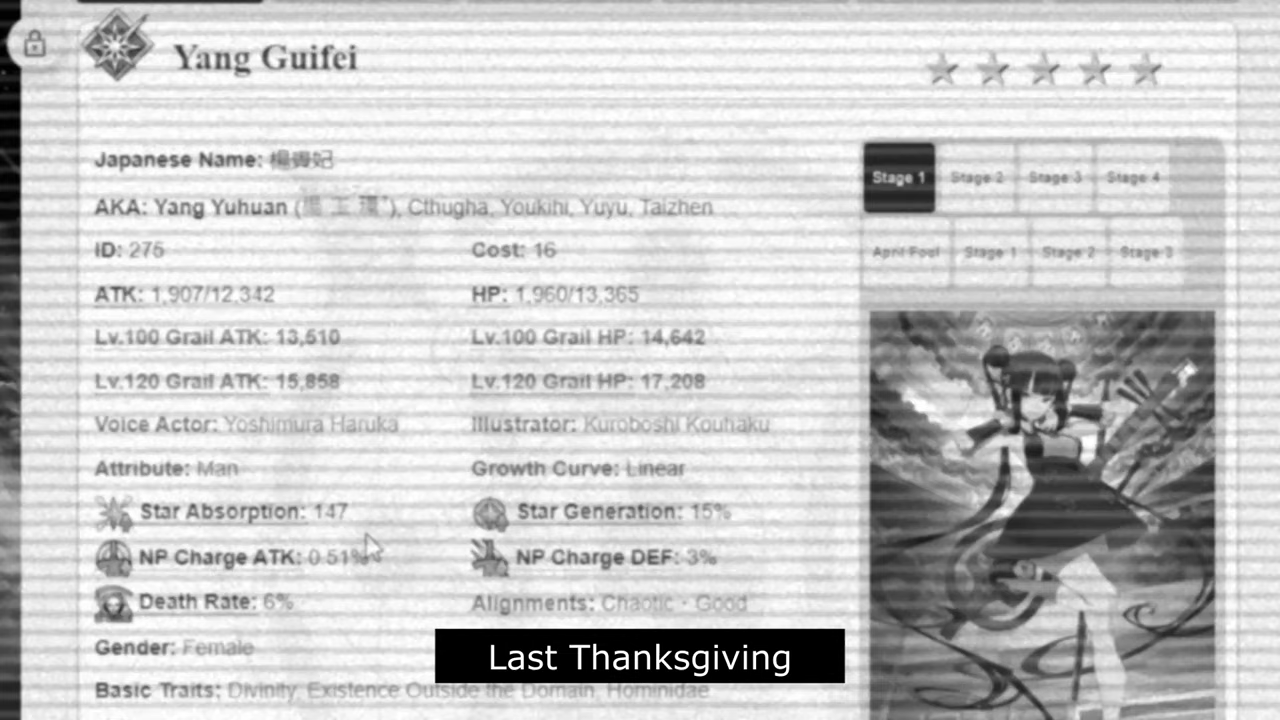 Yang Guifei
Japanese Name: 楊貴妃
AKA: Yang Yuhuan (楊玉環), Cthugha, Youkihi, Yuyu, Taizhen
ID: 275
Cost: 16
ATK: 1,907/12,342
HP: 1,960/13,365
Lv.100 Grail ATK: 13,510
Lv.100 Grail HP: 14,642
Lv.120 Grail ATK: 15,858
Lv.120 Grail HP: 17,208
Voice Actor: Yoshimura Haruka
Illustrator: Kuroboshi Kouhaku
Attribute: Man
Growth Curve: Linear
Star Absorption: 147
Star Generation: 15%
NP Charge ATK: 0.51%
NP Charge DEF: 3%
Death Rate: 6%
Alignments: Chaotic・Good
Gender: Female
Basic Traits: Divinity, Existence Outside the Domain, Hominidae
Stage 1 Stage 2 Stage 3 Stage 4
April Fool Stage 1 Stage 2 Stage 3
Last Thanksgiving